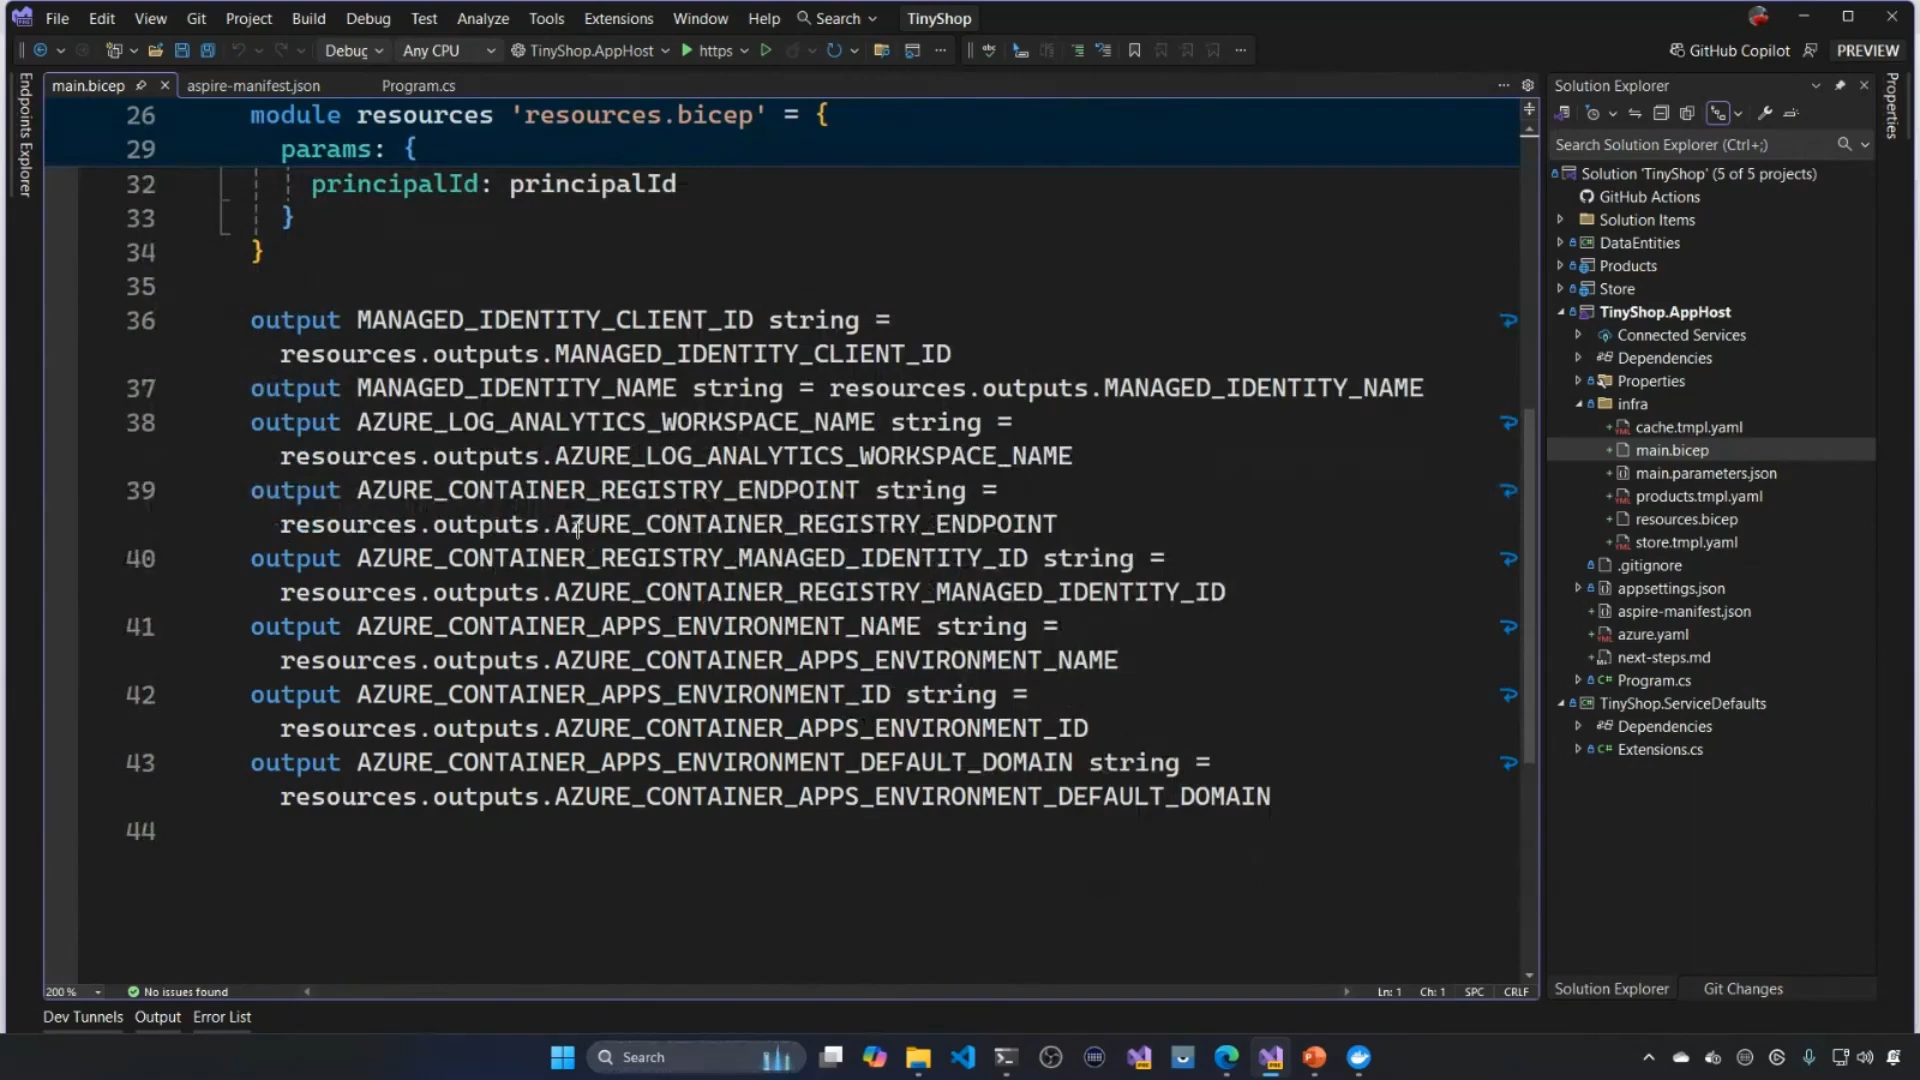 File Edit View Git Project Build Debug Test Analyze Tools Extensions Window Help Search TinyShop
Debug Any CPU TinyShop.AppHost https GitHub Copilot PREVIEW
Endpoints Explorer
main.bicep aspire-manifest.json Program.cs
26 module resources 'resources.bicep' = {
29 params: {
32 principalId: principalId
33 }
34 }
35
36 output MANAGED_IDENTITY_CLIENT_ID string =
resources.outputs.MANAGED_IDENTITY_CLIENT_ID
37 output MANAGED_IDENTITY_NAME string = resources.outputs.MANAGED_IDENTITY_NAME
38 output AZURE_LOG_ANALYTICS_WORKSPACE_NAME string =
resources.outputs.AZURE_LOG_ANALYTICS_WORKSPACE_NAME
39 output AZURE_CONTAINER_REGISTRY_ENDPOINT string =
resources.outputs.AZURE_CONTAINER_REGISTRY_ENDPOINT
40 output AZURE_CONTAINER_REGISTRY_MANAGED_IDENTITY_ID string =
resources.outputs.AZURE_CONTAINER_REGISTRY_MANAGED_IDENTITY_ID
41 output AZURE_CONTAINER_APPS_ENVIRONMENT_NAME string =
resources.outputs.AZURE_CONTAINER_APPS_ENVIRONMENT_NAME
42 output AZURE_CONTAINER_APPS_ENVIRONMENT_ID string =
resources.outputs.AZURE_CONTAINER_APPS_ENVIRONMENT_ID
43 output AZURE_CONTAINER_APPS_ENVIRONMENT_DEFAULT_DOMAIN string =
resources.outputs.AZURE_CONTAINER_APPS_ENVIRONMENT_DEFAULT_DOMAIN
44
200 % No issues found Ln: 1 Ch: 1 SPC CRLF
Dev Tunnels Output Error List
Solution Explorer
Search Solution Explorer (Ctrl+;)
Solution 'TinyShop' (5 of 5 projects)
GitHub Actions
Solution Items
DataEntities
Products
Store
TinyShop.AppHost
Connected Services
Dependencies
Properties
infra
cache.tmpl.yaml
main.bicep
main.parameters.json
products.tmpl.yaml
resources.bicep
store.tmpl.yaml
.gitignore
appsettings.json
aspire-manifest.json
azure.yaml
next-steps.md
C# Program.cs
TinyShop.ServiceDefaults
Dependencies
C# Extensions.cs
Solution Explorer Git Changes
Properties
Search